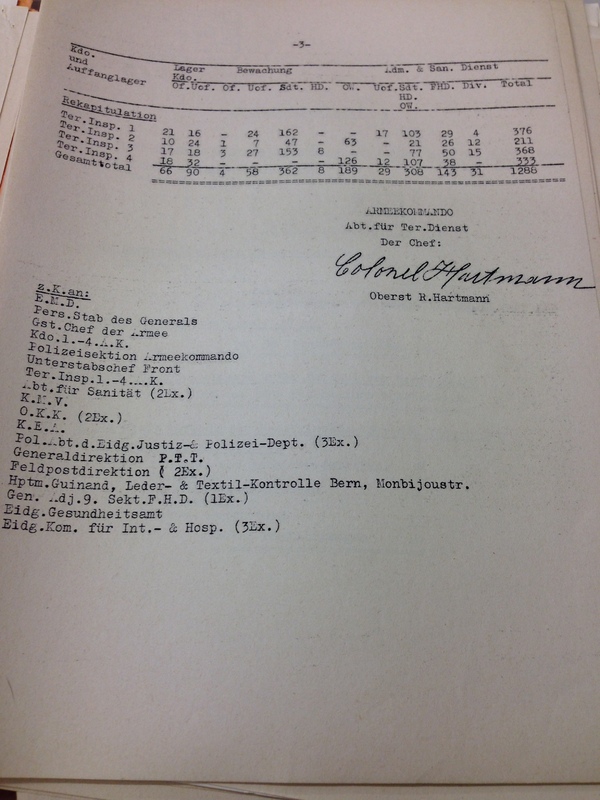 -3-
Kdo. und Auffanglager Lager Kdo. Bewachung Adm. & San. Dienst
Of. Uof. Of. Uof. Sdt. HD. OW. Uof. Sdt. HD. OW. FHD. Div. Total
Rekapitulation
Ter.Insp. 1 21 16 - 24 162 - - 17 103 29 4 376
Ter.Insp. 2 10 24 1 7 47 - 63 - 21 26 12 211
Ter.Insp. 3 17 18 3 27 153 8 - - 77 50 15 368
Ter.Insp. 4 18 32 - - - - 126 12 107 38 - 333
Gesamttotal 66 90 4 58 362 8 189 29 308 143 31 1288
ARMEEKOMMANDO
Abt.für Ter.Dienst
Der Chef:
Colonel Hartmann
Oberst R.Hartmann
z.K.an:
E.M.D.
Pers.Stab des Generals
Gst.Chef der Armee
Kdo.1.-4.A.K.
Polizeisektion Armeekommando
Unterstabschef Front
Ter.Insp.1.-4.A.K.
Abt.für Sanität (2Ex.)
K.M.V.
O.K.K. (2Ex.)
K.E.A.
Pol.Abt.d.Eidg.Justiz-& Polizei-Dept. (3Ex.)
Generaldirektion P.T.T.
Feldpostdirektion ( 2Ex.)
Hptm.Guinand, Leder- & Textil-Kontrolle Bern, Monbijoustr.
Gen. Adj.9. Sekt.F.H.D. (1Ex.)
Eidg.Gesundheitsamt
Eidg.Kom. für Int.- & Hosp. (3Ex.)